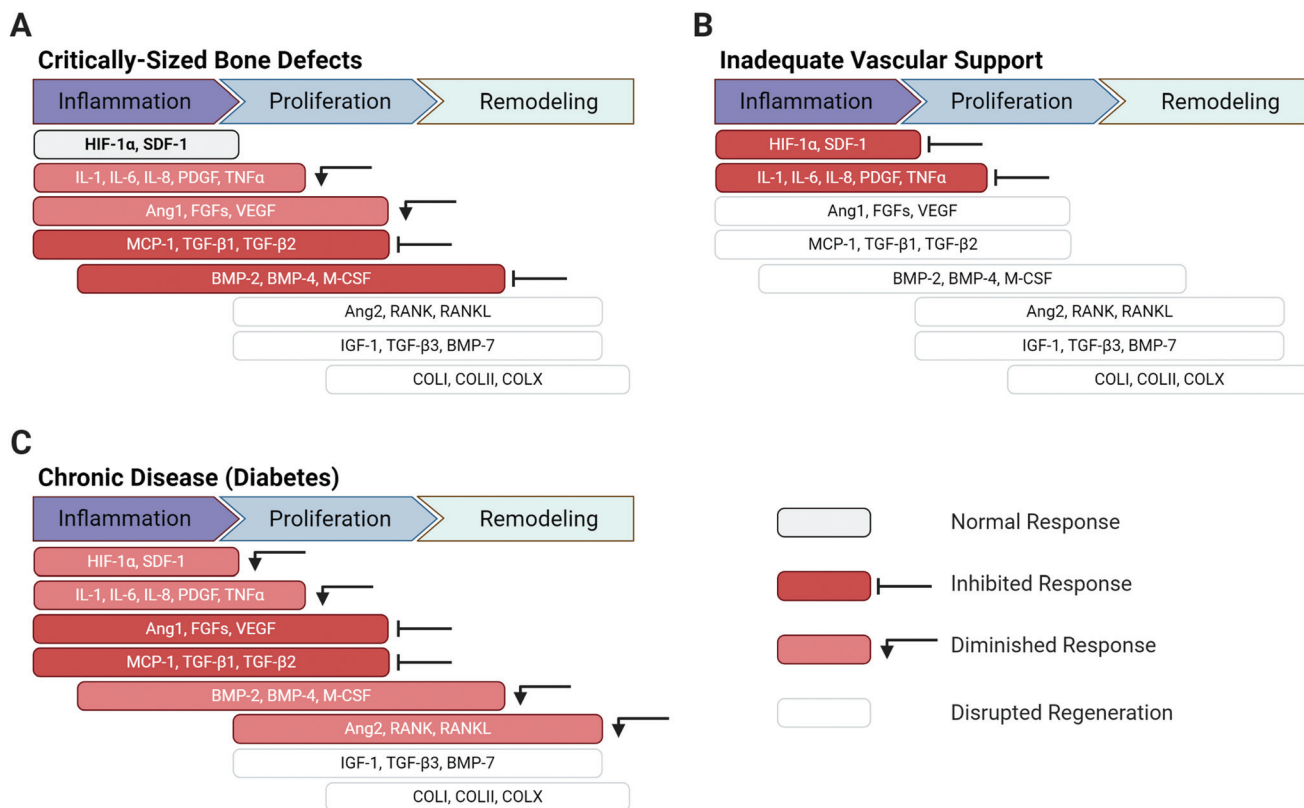 A
Critically-Sized Bone Defects
Inflammation
Proliferation
Remodeling
HIF-1α, SDF-1
IL-1, IL-6, IL-8, PDGF, TNFα
Ang1, FGFs, VEGF
MCP-1, TGF-β1, TGF-β2
BMP-2, BMP-4, M-CSF
Ang2, RANK, RANKL
IGF-1, TGF-β3, BMP-7
COLI, COLII, COLX
B
Inadequate Vascular Support
Inflammation
Proliferation
Remodeling
HIF-1α, SDF-1
IL-1, IL-6, IL-8, PDGF, TNFα
Ang1, FGFs, VEGF
MCP-1, TGF-β1, TGF-β2
BMP-2, BMP-4, M-CSF
Ang2, RANK, RANKL
IGF-1, TGF-β3, BMP-7
COLI, COLII, COLX
C
Chronic Disease (Diabetes)
Inflammation
Proliferation
Remodeling
HIF-1α, SDF-1
IL-1, IL-6, IL-8, PDGF, TNFα
Ang1, FGFs, VEGF
MCP-1, TGF-β1, TGF-β2
BMP-2, BMP-4, M-CSF
Ang2, RANK, RANKL
IGF-1, TGF-β3, BMP-7
COLI, COLII, COLX
Normal Response
Inhibited Response
Diminished Response
Disrupted Regeneration